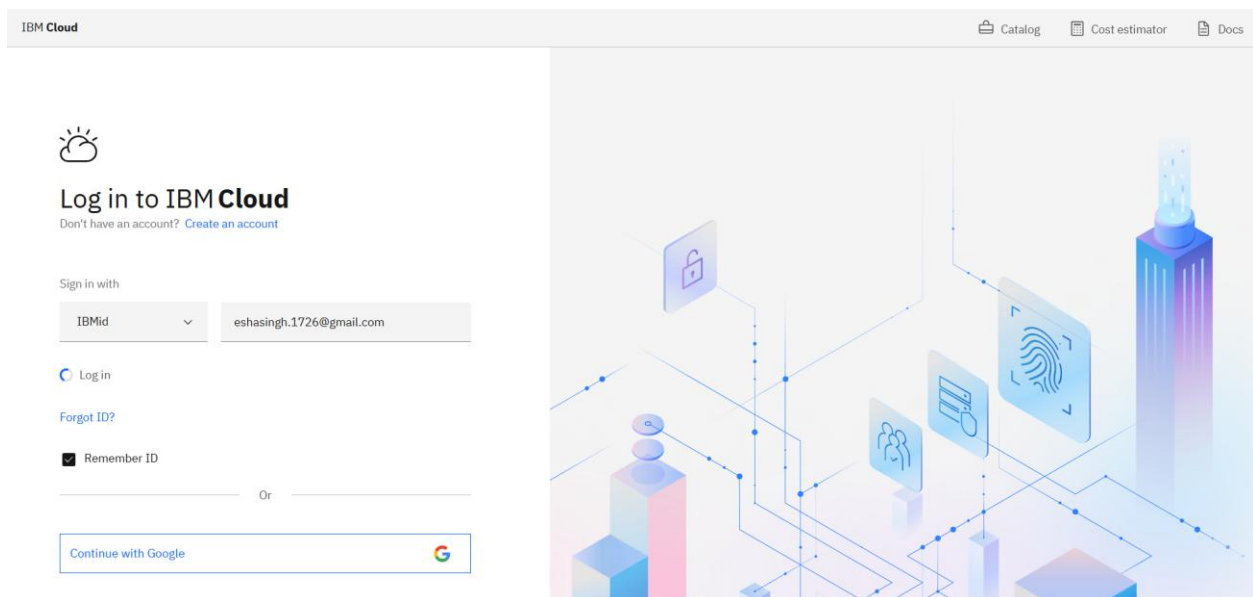 IBM Cloud Catalog Cost estimator Docs
Log in to IBM Cloud
Don't have an account? Create an account
Sign in with
IBMid eshasingh.1726@gmail.com
Log in
Forgot ID?
Remember ID
Or
Continue with Google